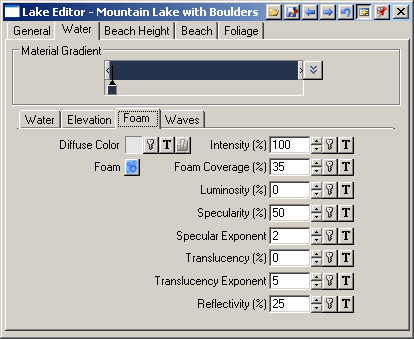 Lake Editor - Mountain Lake with Boulders
General Water Beach Height Beach Foliage
Material Gradient
Water Elevation Foam Waves
Diffuse Color T Intensity (%) 100 T
Foam Foam Coverage (%) 35 T
Luminosity (%) 0 T
Specularity (%) 50 T
Specular Exponent 2 T
Translucency (%) 0 T
Translucency Exponent 5 T
Reflectivity (%) 25 T